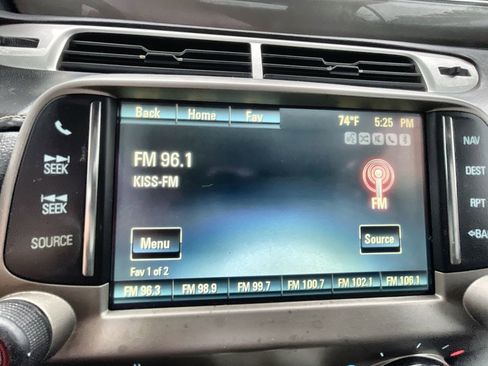 Back Home Fav
74°F 5:25 PM
FM 96.1
KISS-FM
FM
Menu
Source
Fav 1 of 2
FM 96.3 FM 98.9 FM 99.7 FM 100.7 FM 102.1 FM 106.1
SEEK
SEEK
SOURCE
NAV
DEST
RPT